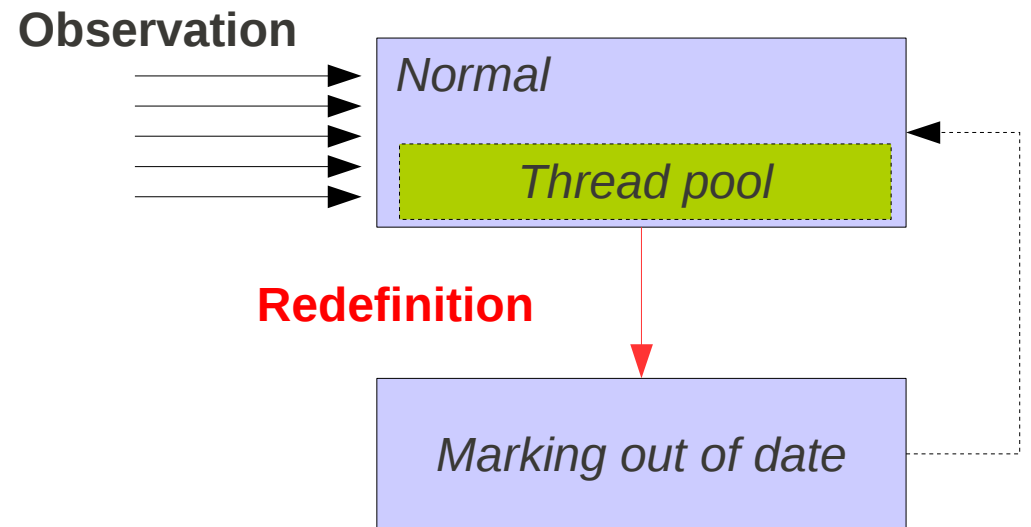 Observation
Normal
Thread pool
Redefinition
Marking out of date